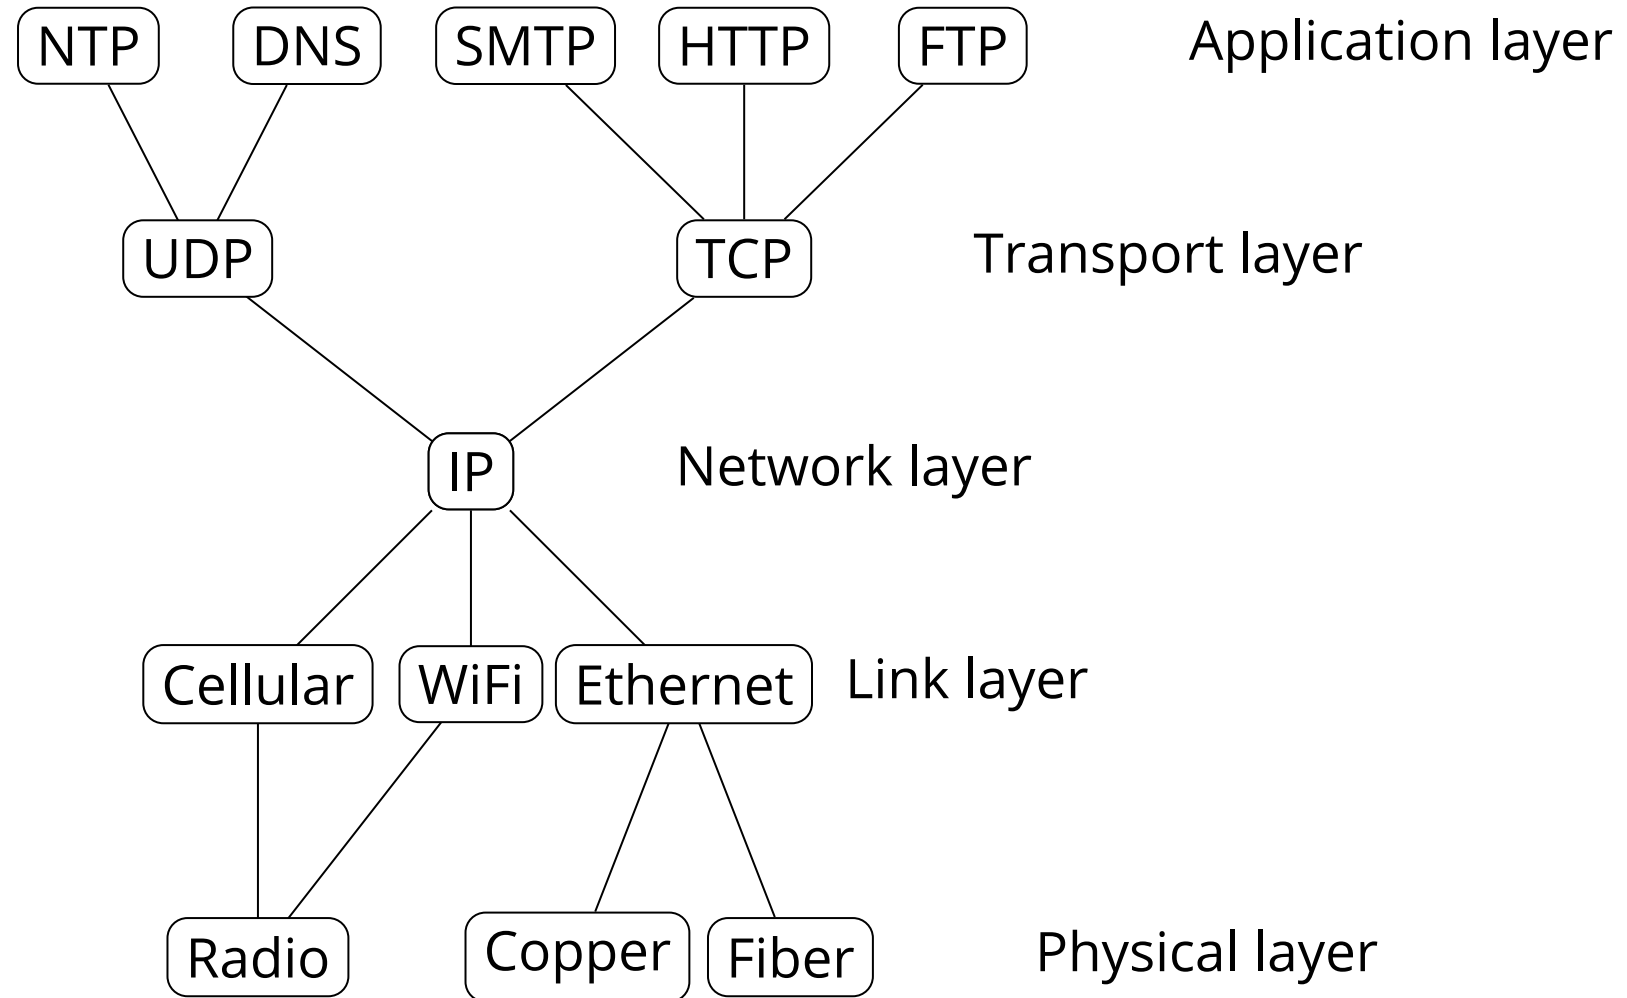 NTP DNS SMTP HTTP FTP Application layer
UDP TCP Transport layer
IP Network layer
Cellular WiFi Ethernet Link layer
Radio Copper Fiber Physical layer